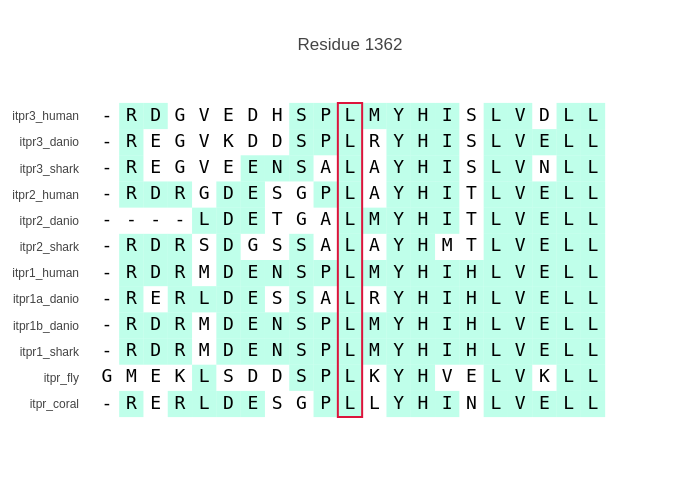 Residue 1362
itpr3_human - R D G V E D H S P L M Y H I S L V D L L
itpr3_danio - R E G V K D D S P L R Y H I S L V E L L
itpr3_shark - R E G V E E N S A L A Y H I S L V N L L
itpr2_human - R D R G D E S G P L A Y H I T L V E L L
itpr2_danio - - - - L D E T G A L M Y H I T L V E L L
itpr2_shark - R D R S D G S S A L A Y H M T L V E L L
itpr1_human - R D R M D E N S P L M Y H I H L V E L L
itpr1a_danio - R E R L D E S S A L R Y H I H L V E L L
itpr1b_danio - R D R M D E N S P L M Y H I H L V E L L
itpr1_shark - R D R M D E N S P L M Y H I H L V E L L
itpr_fly G M E K L S D D S P L K Y H V E L V K L L
itpr_coral - R E R L D E S G P L L Y H I N L V E L L